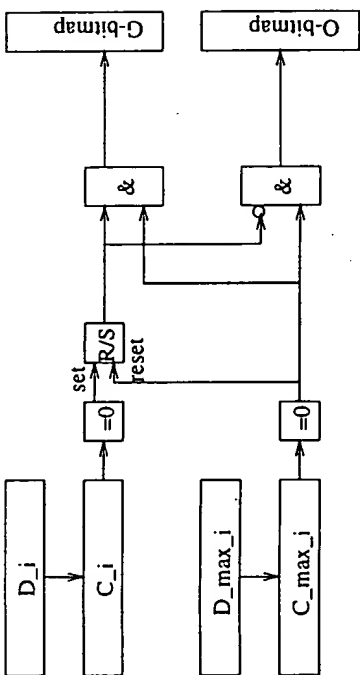 G-bitmap
O-bitmap
&
&
R/S
set
reset
=0
=0
D_i
C_i
D_max_i
C_max_i